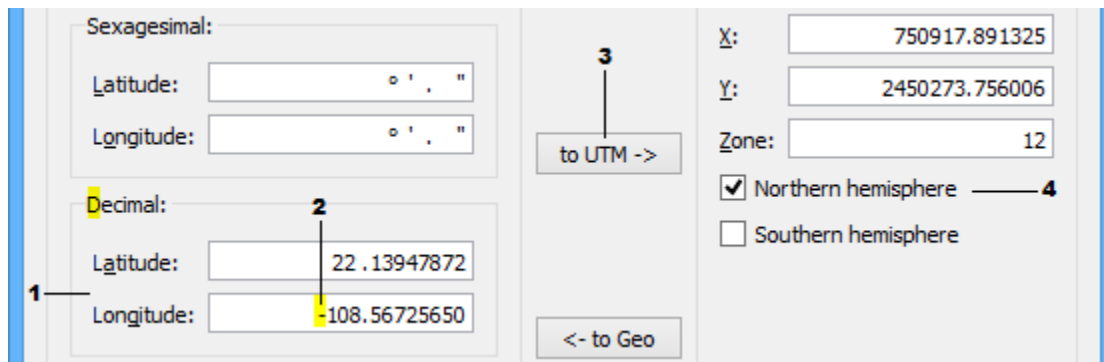 Sexagesimal:
Latitude: ° ' . "
Longitude: ° ' . "
Decimal:
2
Latitude: 22.13947872
1
Longitude: -108.56725650
3
to UTM ->
<- to Geo
X: 750917.891325
Y: 2450273.756006
Zone: 12
Northern hemisphere 4
Southern hemisphere